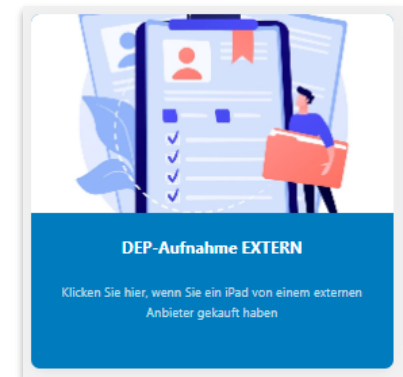 DEP-Aufnahme EXTERN
Klicken Sie hier, wenn Sie ein iPad von einem externen
Anbieter gekauft haben